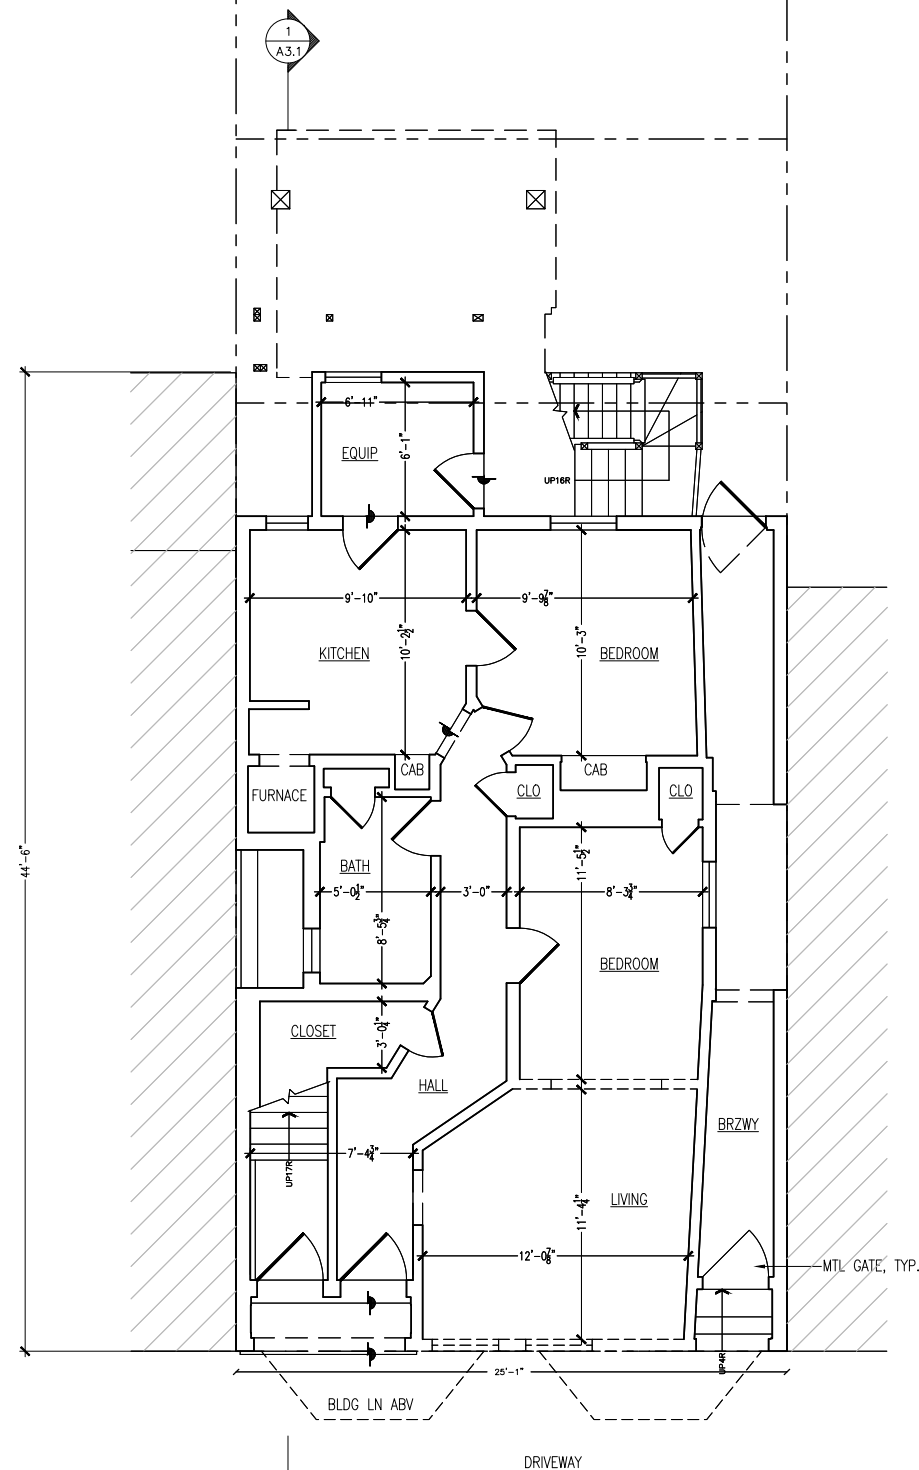 1
A3.1
6'-11"
EQUIP
6'-1"
UP16R
9'-10"
9'-9⅞"
KITCHEN
10'-2½"
10'-3"
BEDROOM
CAB
CAB
FURNACE
CLO
CLO
44'-6"
BATH
11'-5½"
5'-0½"
3'-0"
8'-3¾"
8'-5¾"
BEDROOM
CLOSET
3'-0¼"
HALL
BRZWY
7'-4¾"
UP17R
LIVING
11'-4¼"
12'-0⅞"
MTL GATE, TYP.
UP4R
25'-1"
BLDG LN ABV
DRIVEWAY